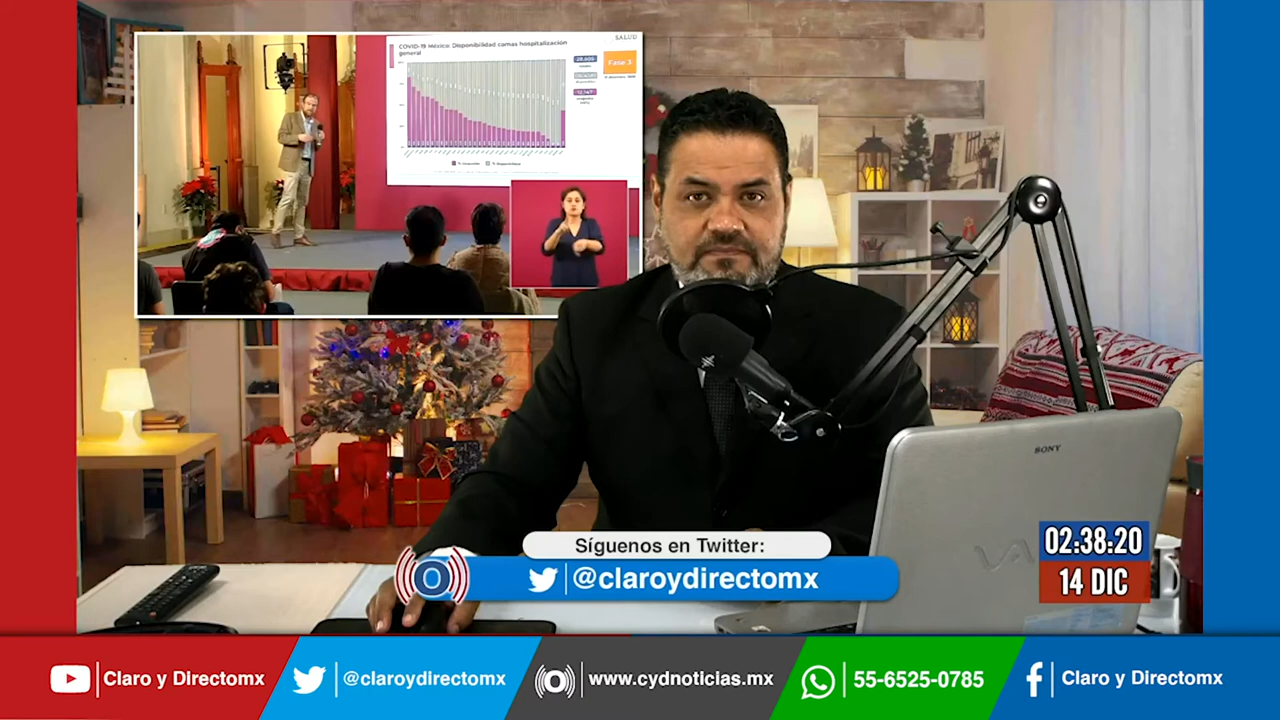 SALUD
COVID-19 México: Disponibilidad camas hospitalización
general
Fase 3
SONY
VA
02:38:20
14 DIC
Síguenos en Twitter:
@claroydirectomx
Claro y Directomx
@claroydirectomx
www.cydnoticias.mx
55-6525-0785
Claro y Directomx